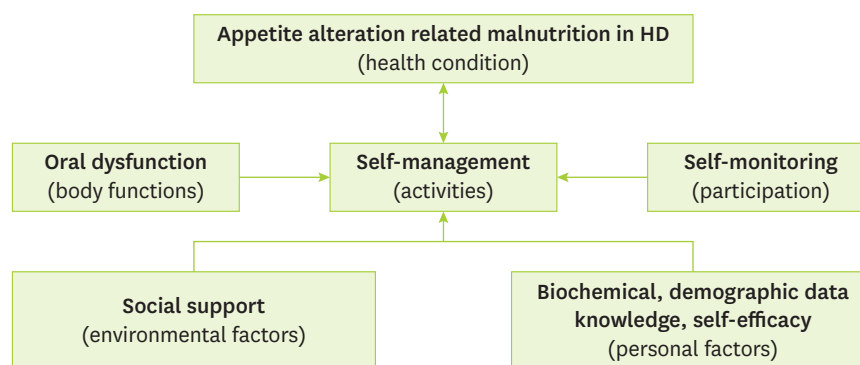 Appetite alteration related malnutrition in HD
(health condition)
Oral dysfunction
(body functions)
Self-management
(activities)
Self-monitoring
(participation)
Social support
(environmental factors)
Biochemical, demographic data
knowledge, self-efficacy
(personal factors)